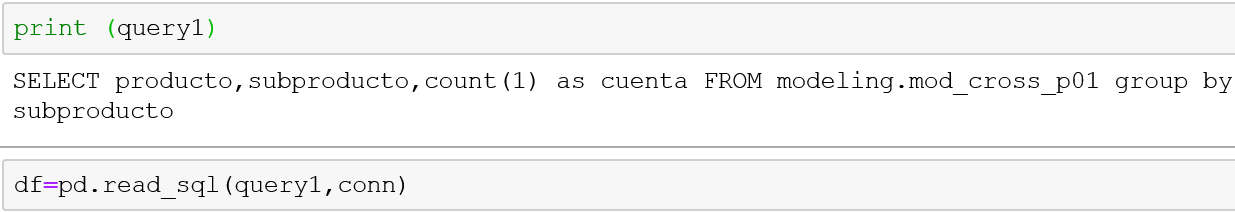 print (query1)
SELECT producto,subproducto,count(1) as cuenta FROM modeling.mod_cross_p01 group by
subproducto
df=pd.read_sql(query1,conn)